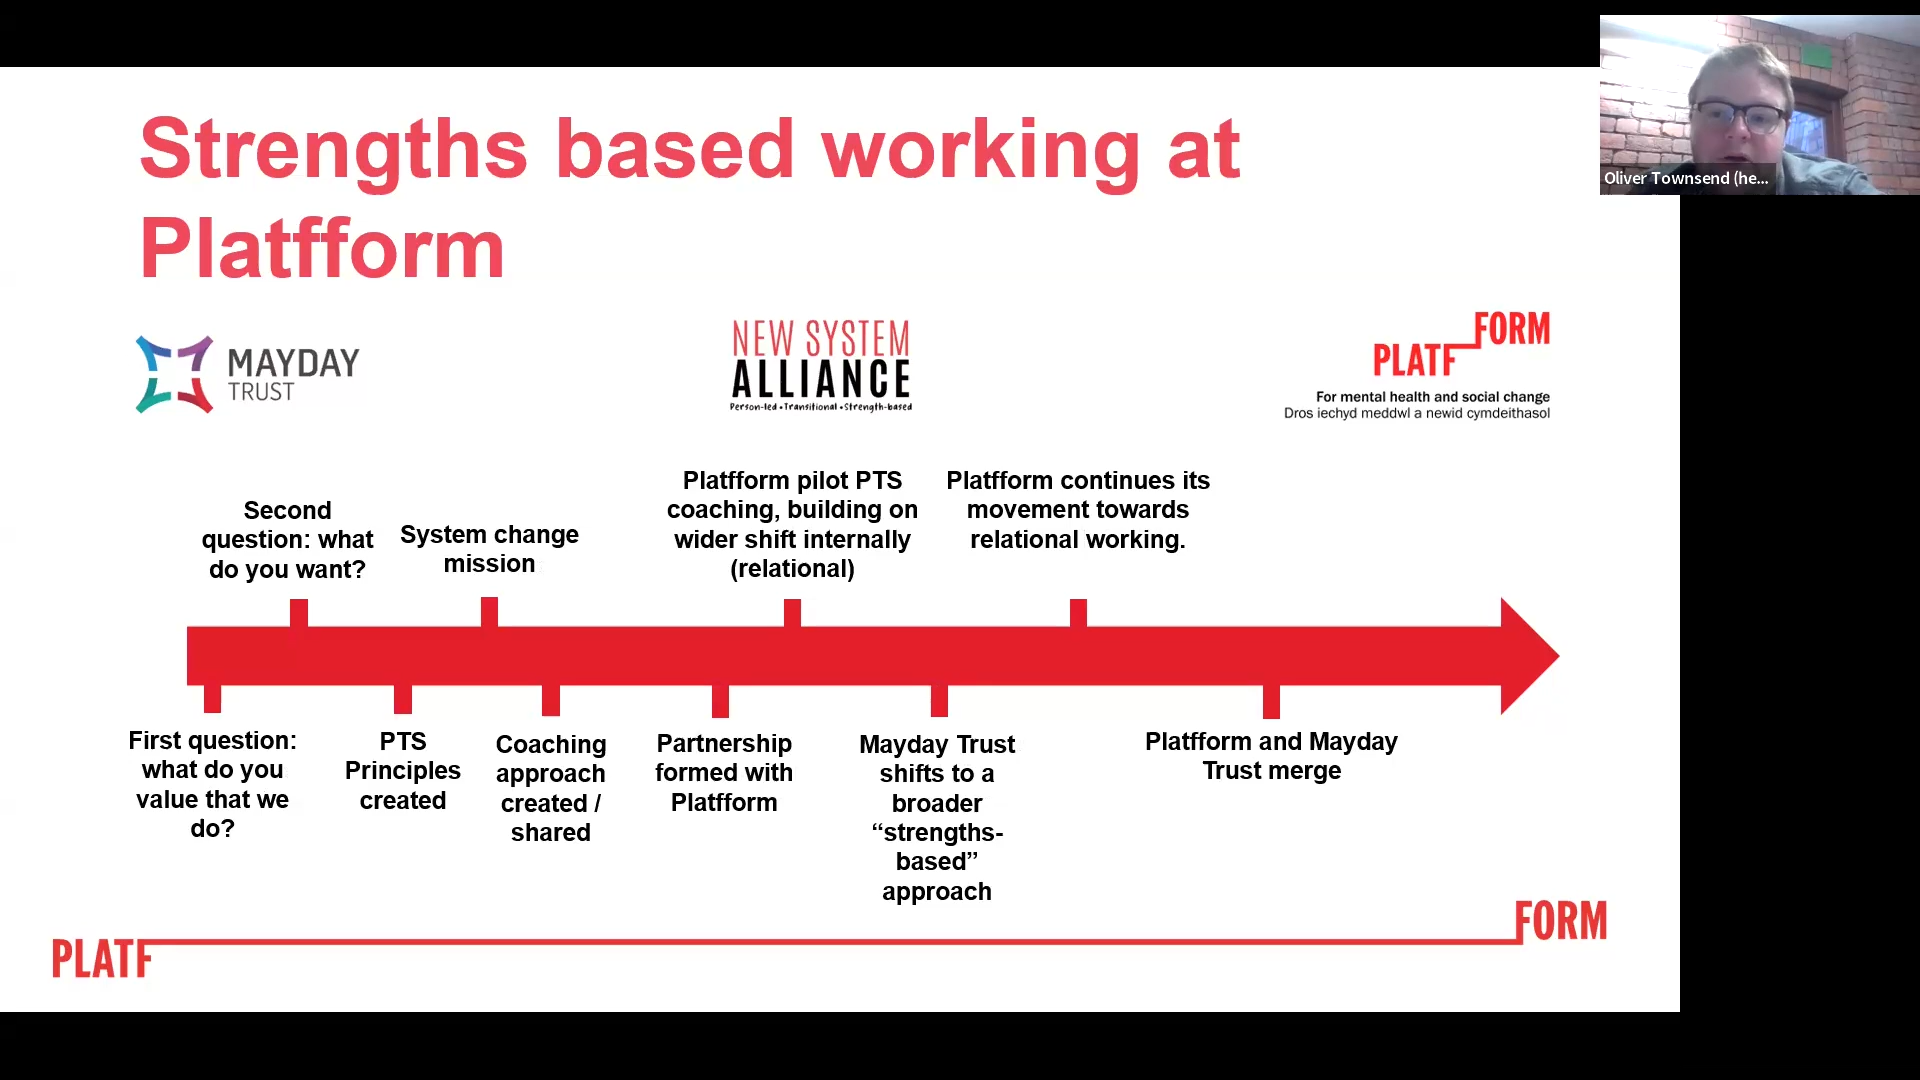 Strengths based working at
Platfform
Oliver Townsend (he...
MAYDAY
TRUST
NEW SYSTEM
ALLIANCE
Person-led • Transitional • Strength-based
PLATFFORM
For mental health and social change
Dros iechyd meddwl a newid cymdeithasol
Second
question: what
do you want?
System change
mission
Platfform pilot PTS
coaching, building on
wider shift internally
(relational)
Platfform continues its
movement towards
relational working.
First question:
what do you
value that we
do?
PTS
Principles
created
Coaching
approach
created /
shared
Partnership
formed with
Platfform
Mayday Trust
shifts to a
broader
“strengths-
based”
approach
Platfform and Mayday
Trust merge
PLATFFORM